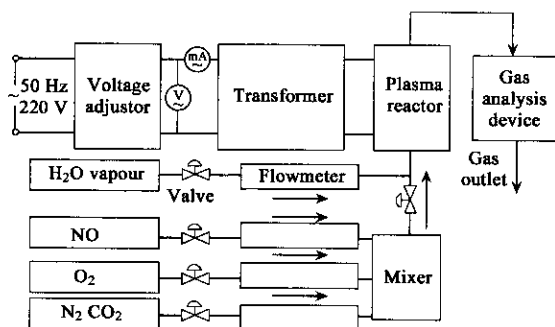 50 Hz
~ 220 V
Voltage
adjustor
mA
~
V
~
Transformer
Plasma
reactor
Gas
analysis
device
Gas
outlet
H2O vapour
Valve
Flowmeter
NO
O2
N2 CO2
Mixer